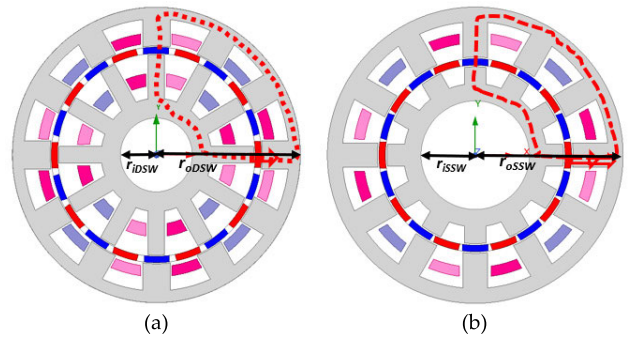 Y
r_iDSW r_oDSW
Y
Z X
r_iSSW r_oSSW
(a) (b)